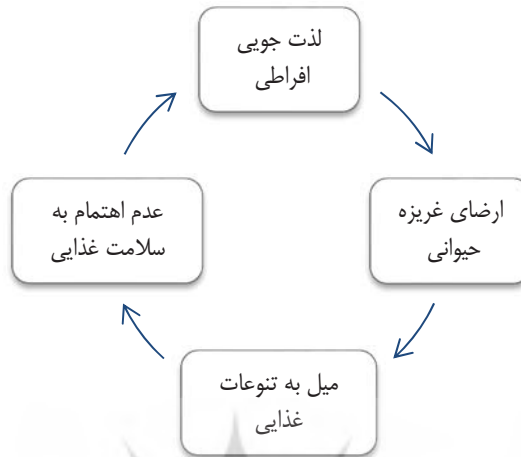 لذت جویی
افراطی
ارضای غریزه
حیوانی
میل به تنوعات
غذایی
عدم اهتمام به
سلامت غذایی